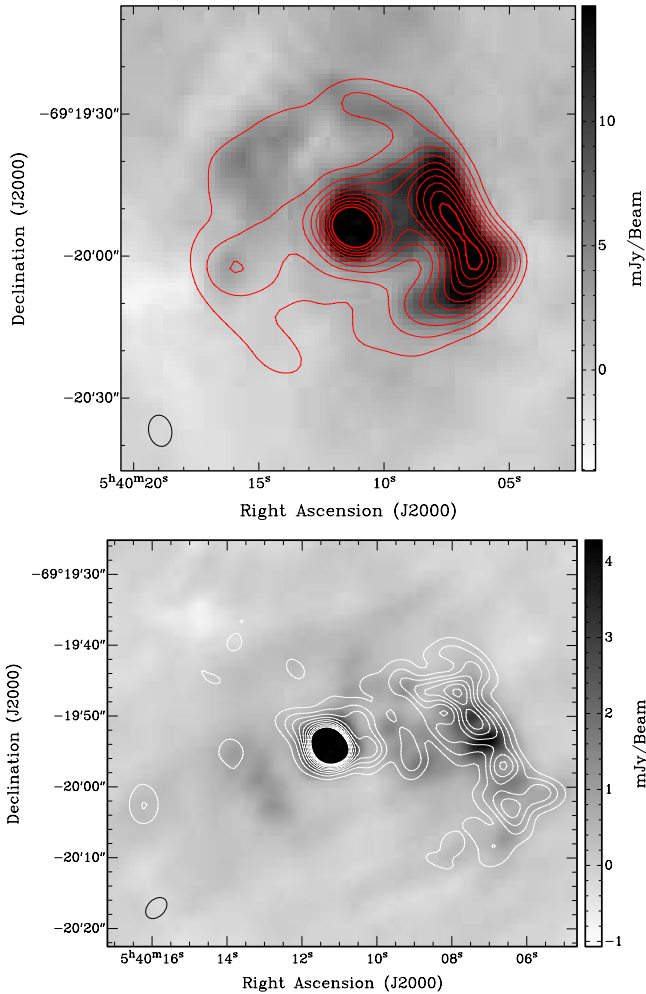 −69°19′30″
−20′00″
−20′30″
Declination (J2000)
5ʰ40ᵐ20ˢ
15ˢ
10ˢ
05ˢ
Right Ascension (J2000)
10
5
0
mJy/Beam
−69°19′30″
−19′40″
−19′50″
−20′00″
−20′10″
−20′20″
Declination (J2000)
5ʰ40ᵐ16ˢ
14ˢ
12ˢ
10ˢ
08ˢ
06ˢ
Right Ascension (J2000)
4
3
2
1
0
−1
mJy/Beam